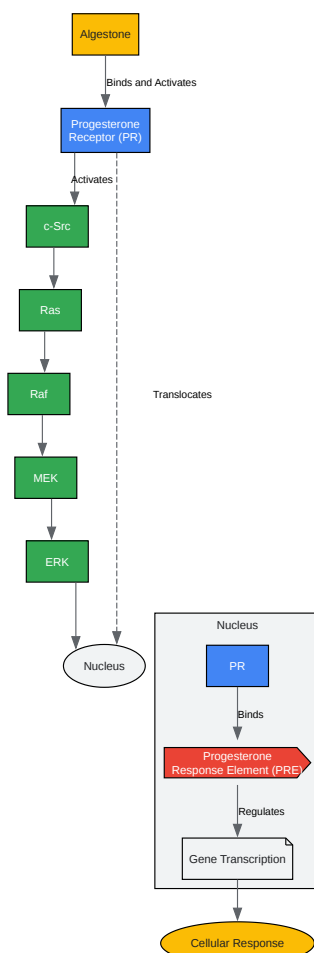 Algestone
Binds and Activates
Progesterone
Receptor (PR)
Activates
c-Src
Ras
Raf
Translocates
MEK
ERK
Nucleus
Nucleus
PR
Binds
Progesterone
Response Element (PRE)
Regulates
Gene Transcription
Cellular Response